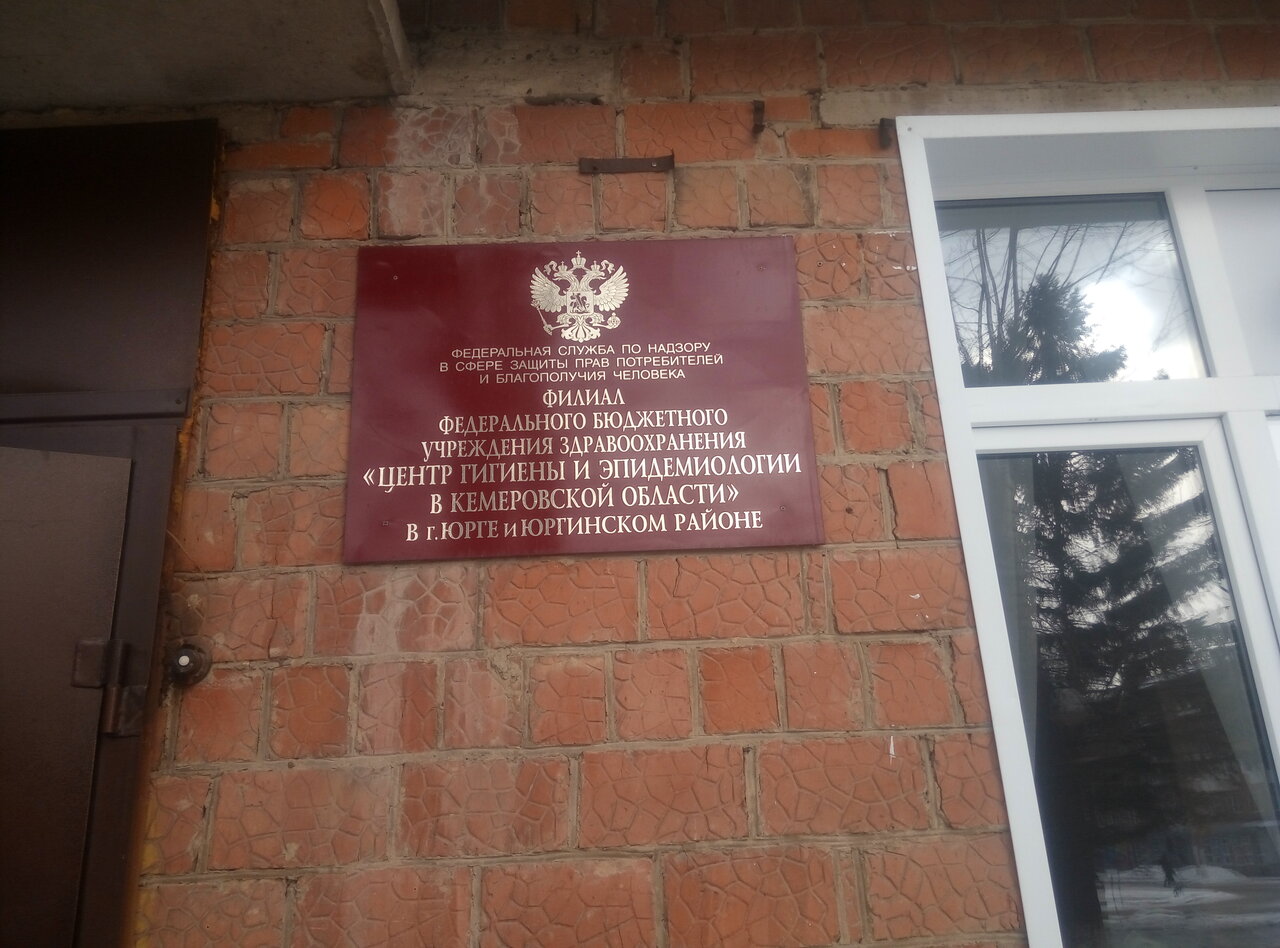 ФЕДЕРАЛЬНАЯ СЛУЖБА ПО НАДЗОРУ
В СФЕРЕ ЗАЩИТЫ ПРАВ ПОТРЕБИТЕЛЕЙ
И БЛАГОПОЛУЧИЯ ЧЕЛОВЕКА
ФИЛИАЛ
ФЕДЕРАЛЬНОГО БЮДЖЕТНОГО
УЧРЕЖДЕНИЯ ЗДРАВООХРАНЕНИЯ
«ЦЕНТР ГИГИЕНЫ И ЭПИДЕМИОЛОГИИ
В КЕМЕРОВСКОЙ ОБЛАСТИ»
В г. ЮРГЕ и ЮРГИНСКОМ РАЙОНЕ